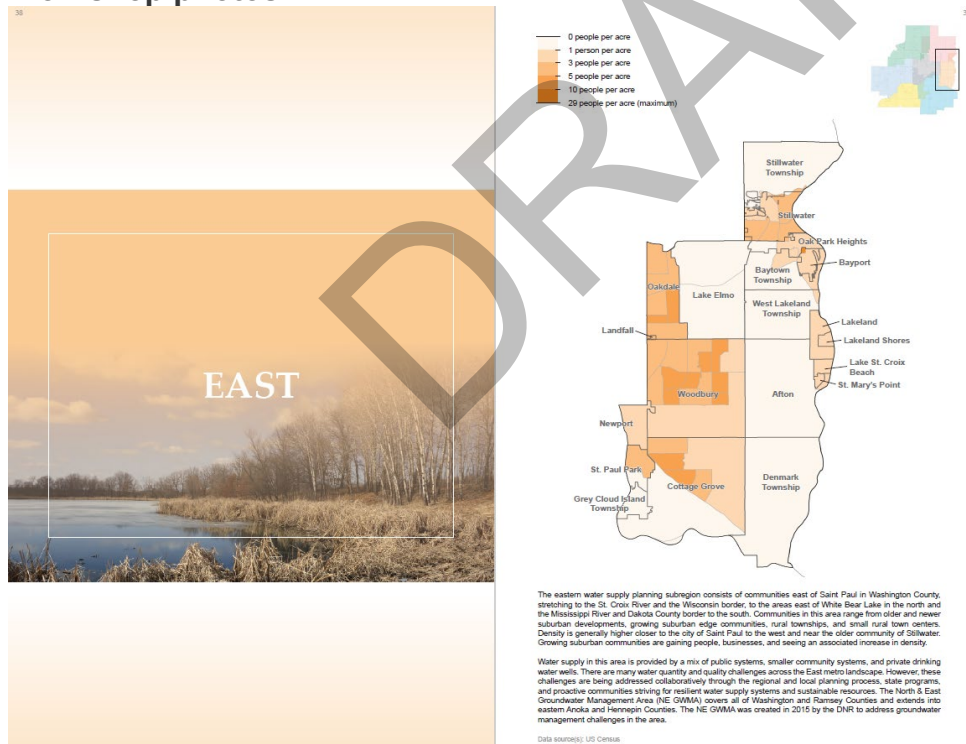 38
3
EAST
0 people per acre
1 person per acre
3 people per acre
5 people per acre
10 people per acre
29 people per acre (maximum)
Stillwater
Township
Stillwater
Oak Park Heights
Baytown
Township
Bayport
Oakdale
Lake Elmo
West Lakeland
Township
Landfall
Lakeland
Lakeland Shores
Lake St. Croix
Beach
St. Mary's Point
Woodbury
Afton
Newport
St. Paul Park
Cottage Grove
Denmark
Township
Grey Cloud Island
Township
The eastern water supply planning subregion consists of communities east of Saint Paul in Washington County,
stretching to the St. Croix River and the Wisconsin border, to the areas east of White Bear Lake in the north and
the Mississippi River and Dakota County border to the south. Communities in this area range from older and newer
suburban developments, growing suburban edge communities, rural townships, and small rural town centers.
Density is generally higher closer to the city of Saint Paul to the west and near the older community of Stillwater.
Growing suburban communities are gaining people, businesses, and seeing an associated increase in density.
Water supply in this area is provided by a mix of public systems, smaller community systems, and private drinking
water wells. There are many water quantity and quality challenges across the East metro landscape. However, these
challenges are being addressed collaboratively through the regional and local planning process, state programs,
and proactive communities striving for resilient water supply systems and sustainable resources. The North & East
Groundwater Management Area (NE GWMA) covers all of Washington and Ramsey Counties and extends into
eastern Anoka and Hennepin Counties. The NE GWMA was created in 2015 by the DNR to address groundwater
management challenges in the area.
Data source(s): US Census
DRA